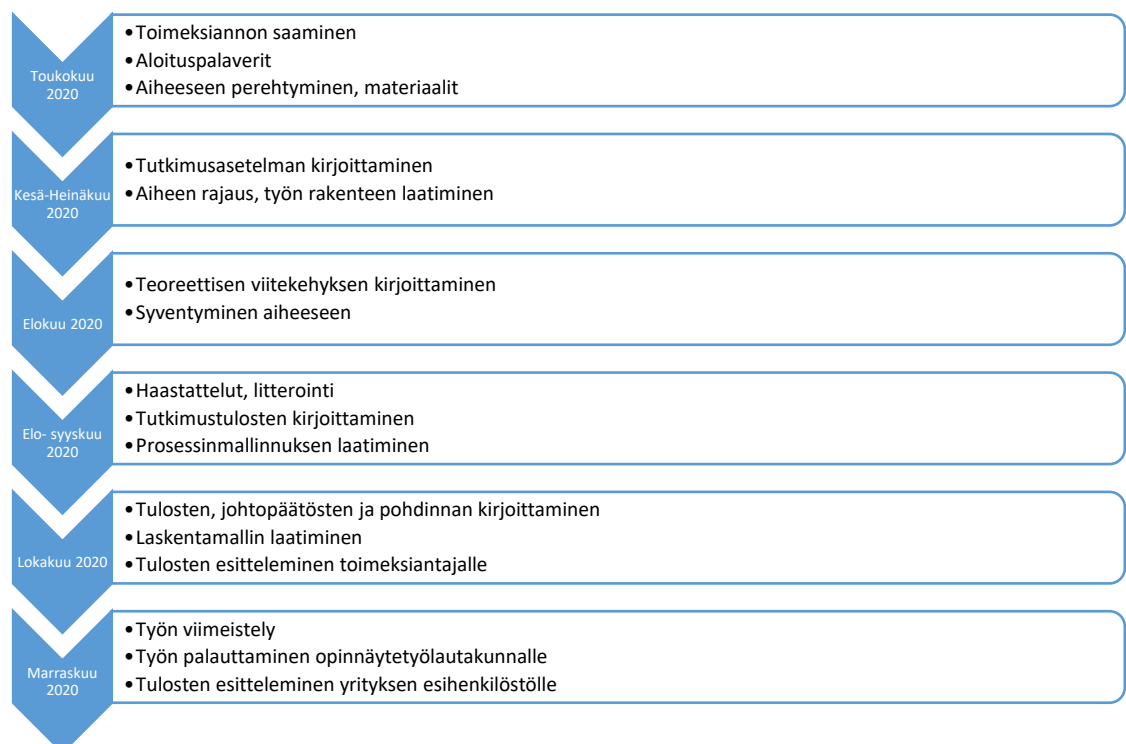 Toukokuu
2020
•Toimeksiannon saaminen
•Aloituspalaverit
•Aiheeseen perehtyminen, materiaalit
Kesä-Heinäkuu
2020
•Tutkimusasetelman kirjoittaminen
•Aiheen rajaus, työn rakenteen laatiminen
Elokuu 2020
•Teoreettisen viitekehyksen kirjoittaminen
•Syventyminen aiheeseen
Elo- syyskuu
2020
•Haastattelut, litterointi
•Tutkimustulosten kirjoittaminen
•Prosessinmallinnuksen laatiminen
Lokakuu 2020
•Tulosten, johtopäätösten ja pohdinnan kirjoittaminen
•Laskentamallin laatiminen
•Tulosten esitteleminen toimeksiantajalle
Marraskuu
2020
•Työn viimeistely
•Työn palauttaminen opinnäytetyölautakunnalle
•Tulosten esitteleminen yrityksen esihenkilöstölle